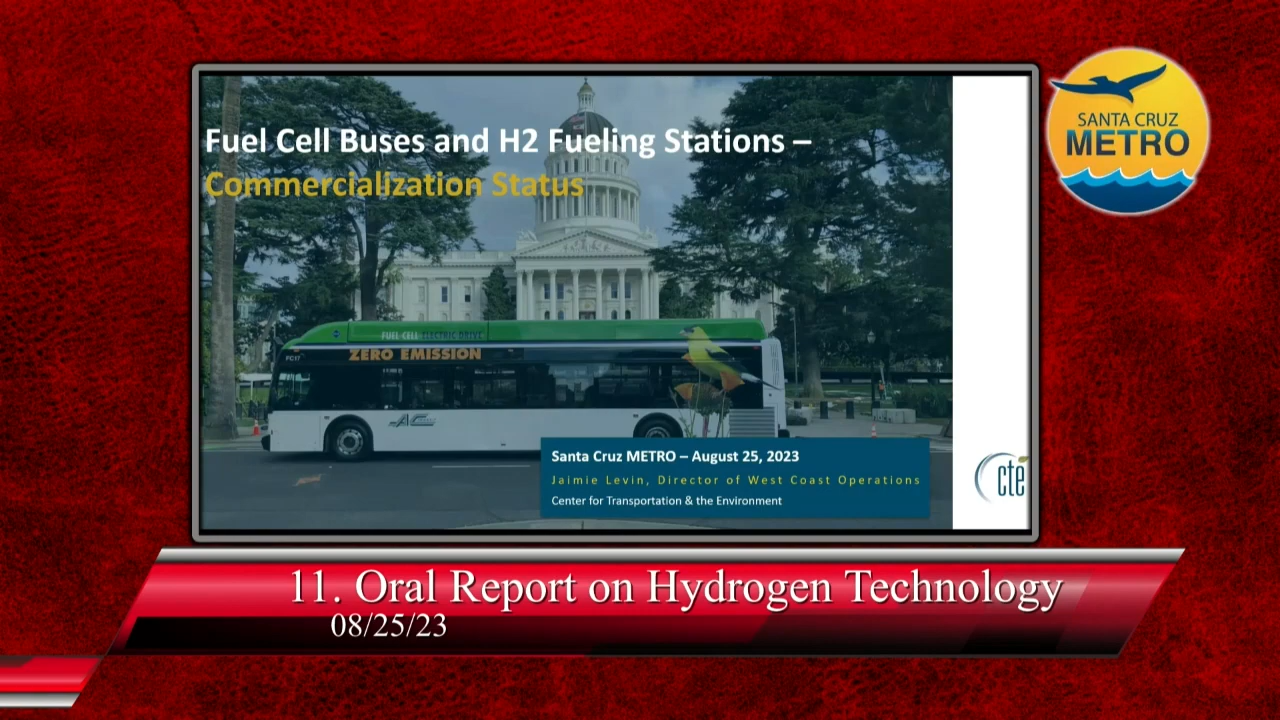 Fuel Cell Buses and H2 Fueling Stations –
Commercialization Status
SANTA CRUZ
METRO
FUEL CELL ELECTRIC DRIVE
ZERO EMISSION
FC17
AC
Santa Cruz METRO – August 25, 2023
Jaimie Levin, Director of West Coast Operations
Center for Transportation & the Environment
cte
11. Oral Report on Hydrogen Technology
08/25/23